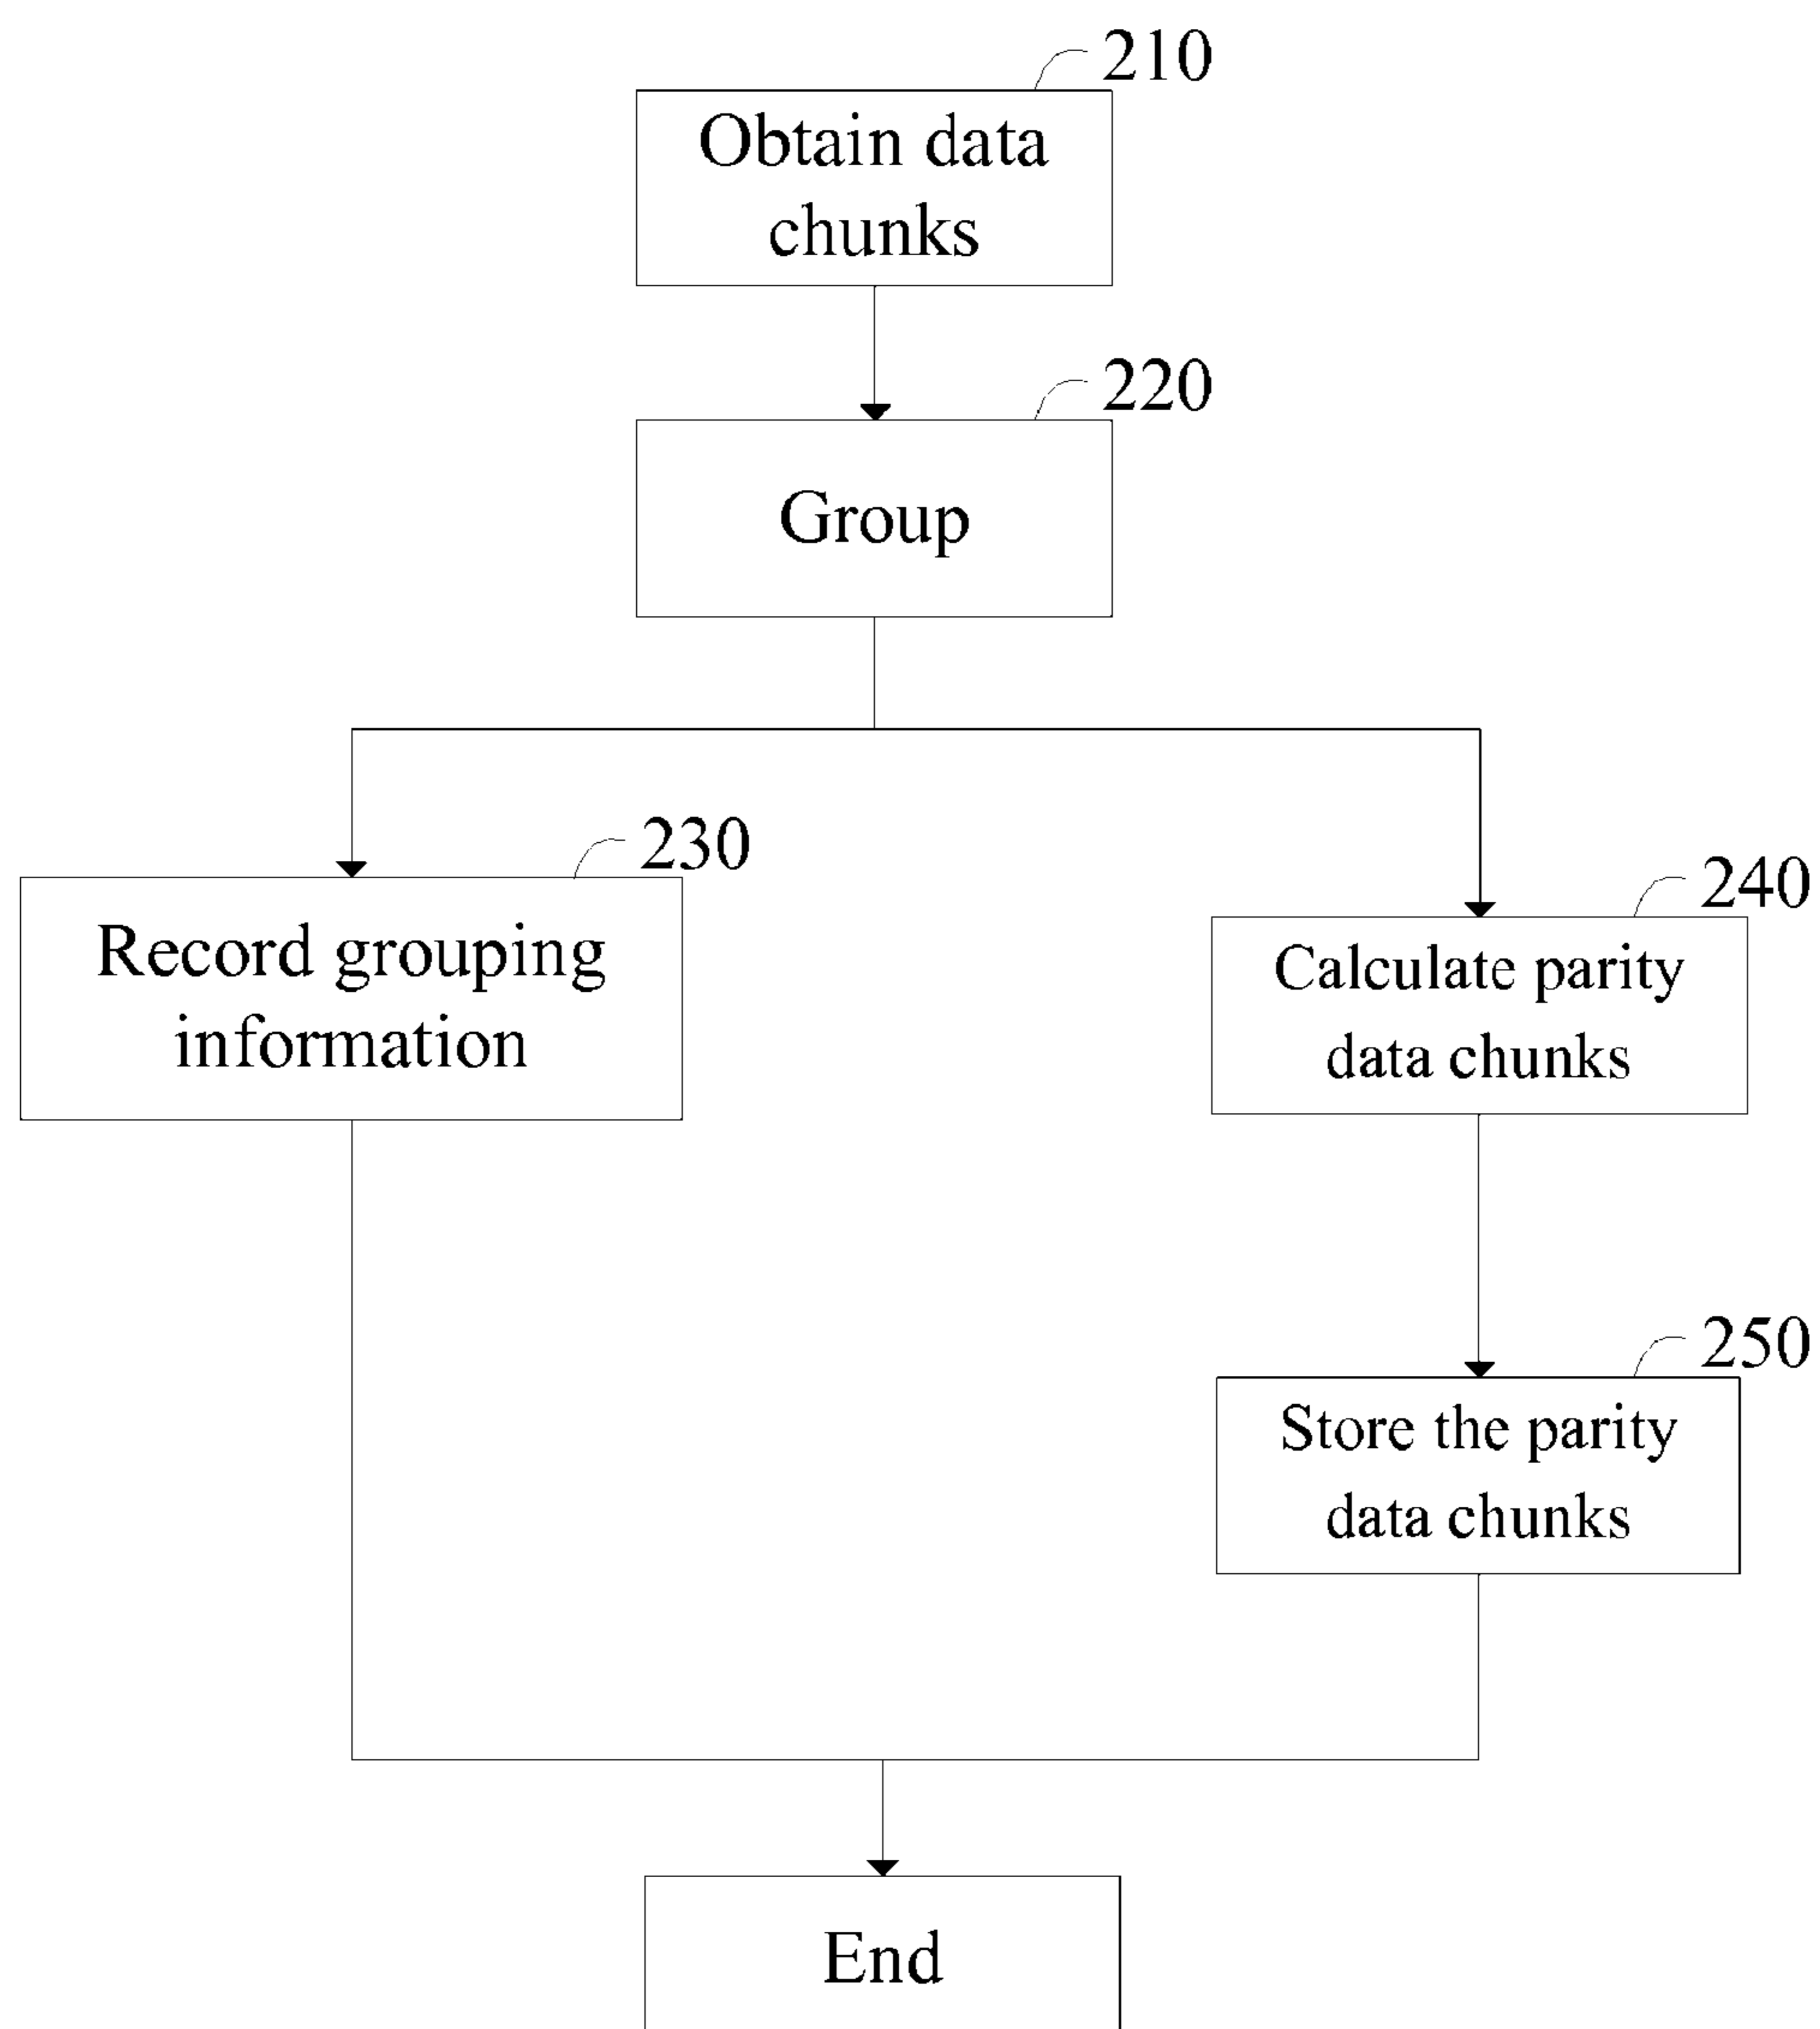 210
Obtain data
chunks
220
Group
230
Record grouping
information
240
Calculate parity
data chunks
250
Store the parity
data chunks
End